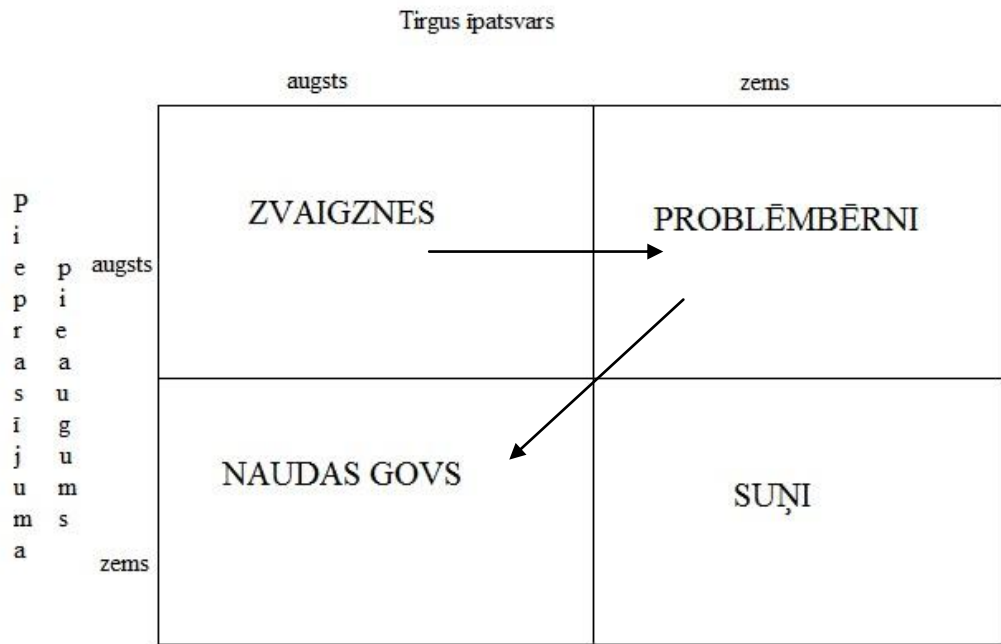 Tirgus īpatsvars
augsts zems
ZVAIGZNES PROBLĒMBĒRNI
Pieprasījuma
pieaugums
augsts
NAUDAS GOVS SUŅI
zems